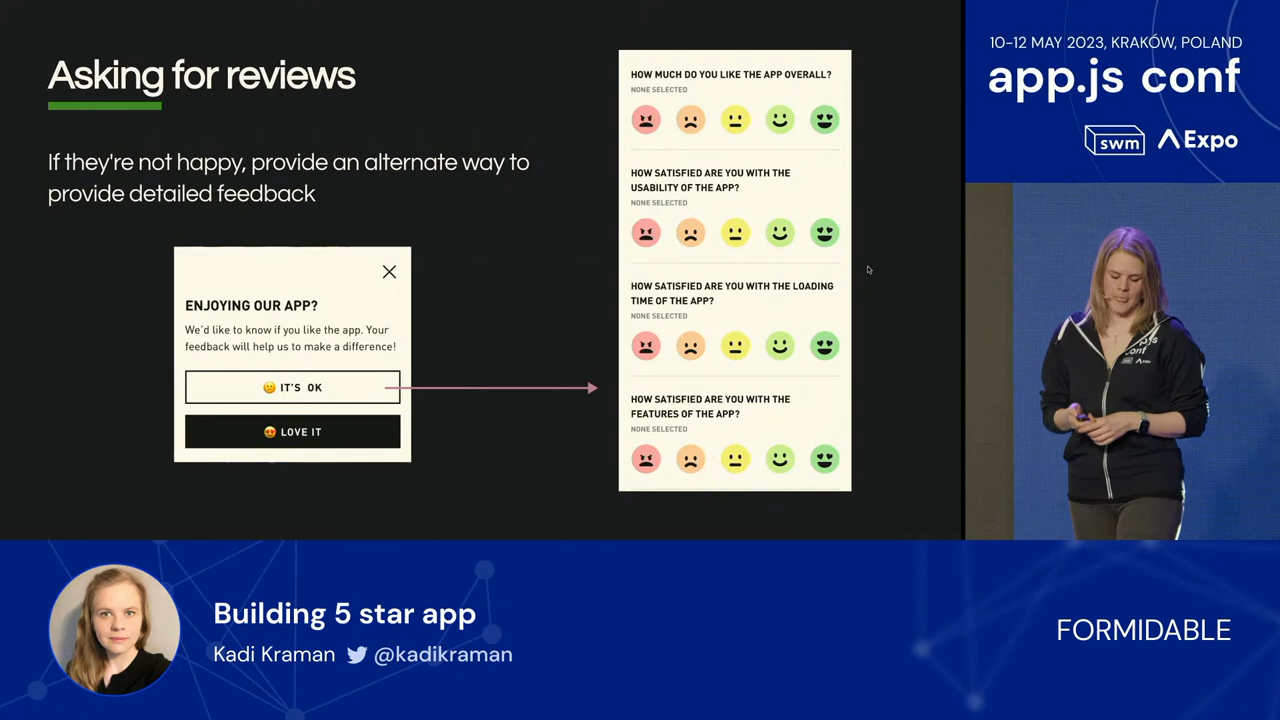 Asking for reviews
If they're not happy, provide an alternate way to
provide detailed feedback
ENJOYING OUR APP?
We'd like to know if you like the app. Your
feedback will help us to make a difference!
IT'S OK
LOVE IT
HOW MUCH DO YOU LIKE THE APP OVERALL?
NONE SELECTED
HOW SATISFIED ARE YOU WITH THE
USABILITY OF THE APP?
NONE SELECTED
HOW SATISFIED ARE YOU WITH THE LOADING
TIME OF THE APP?
NONE SELECTED
HOW SATISFIED ARE YOU WITH THE
FEATURES OF THE APP?
NONE SELECTED
10-12 MAY 2023, KRAKÓW, POLAND
app.js conf
swm
Expo
conf
Building 5 star app
Kadi Kraman @kadikraman
FORMIDABLE